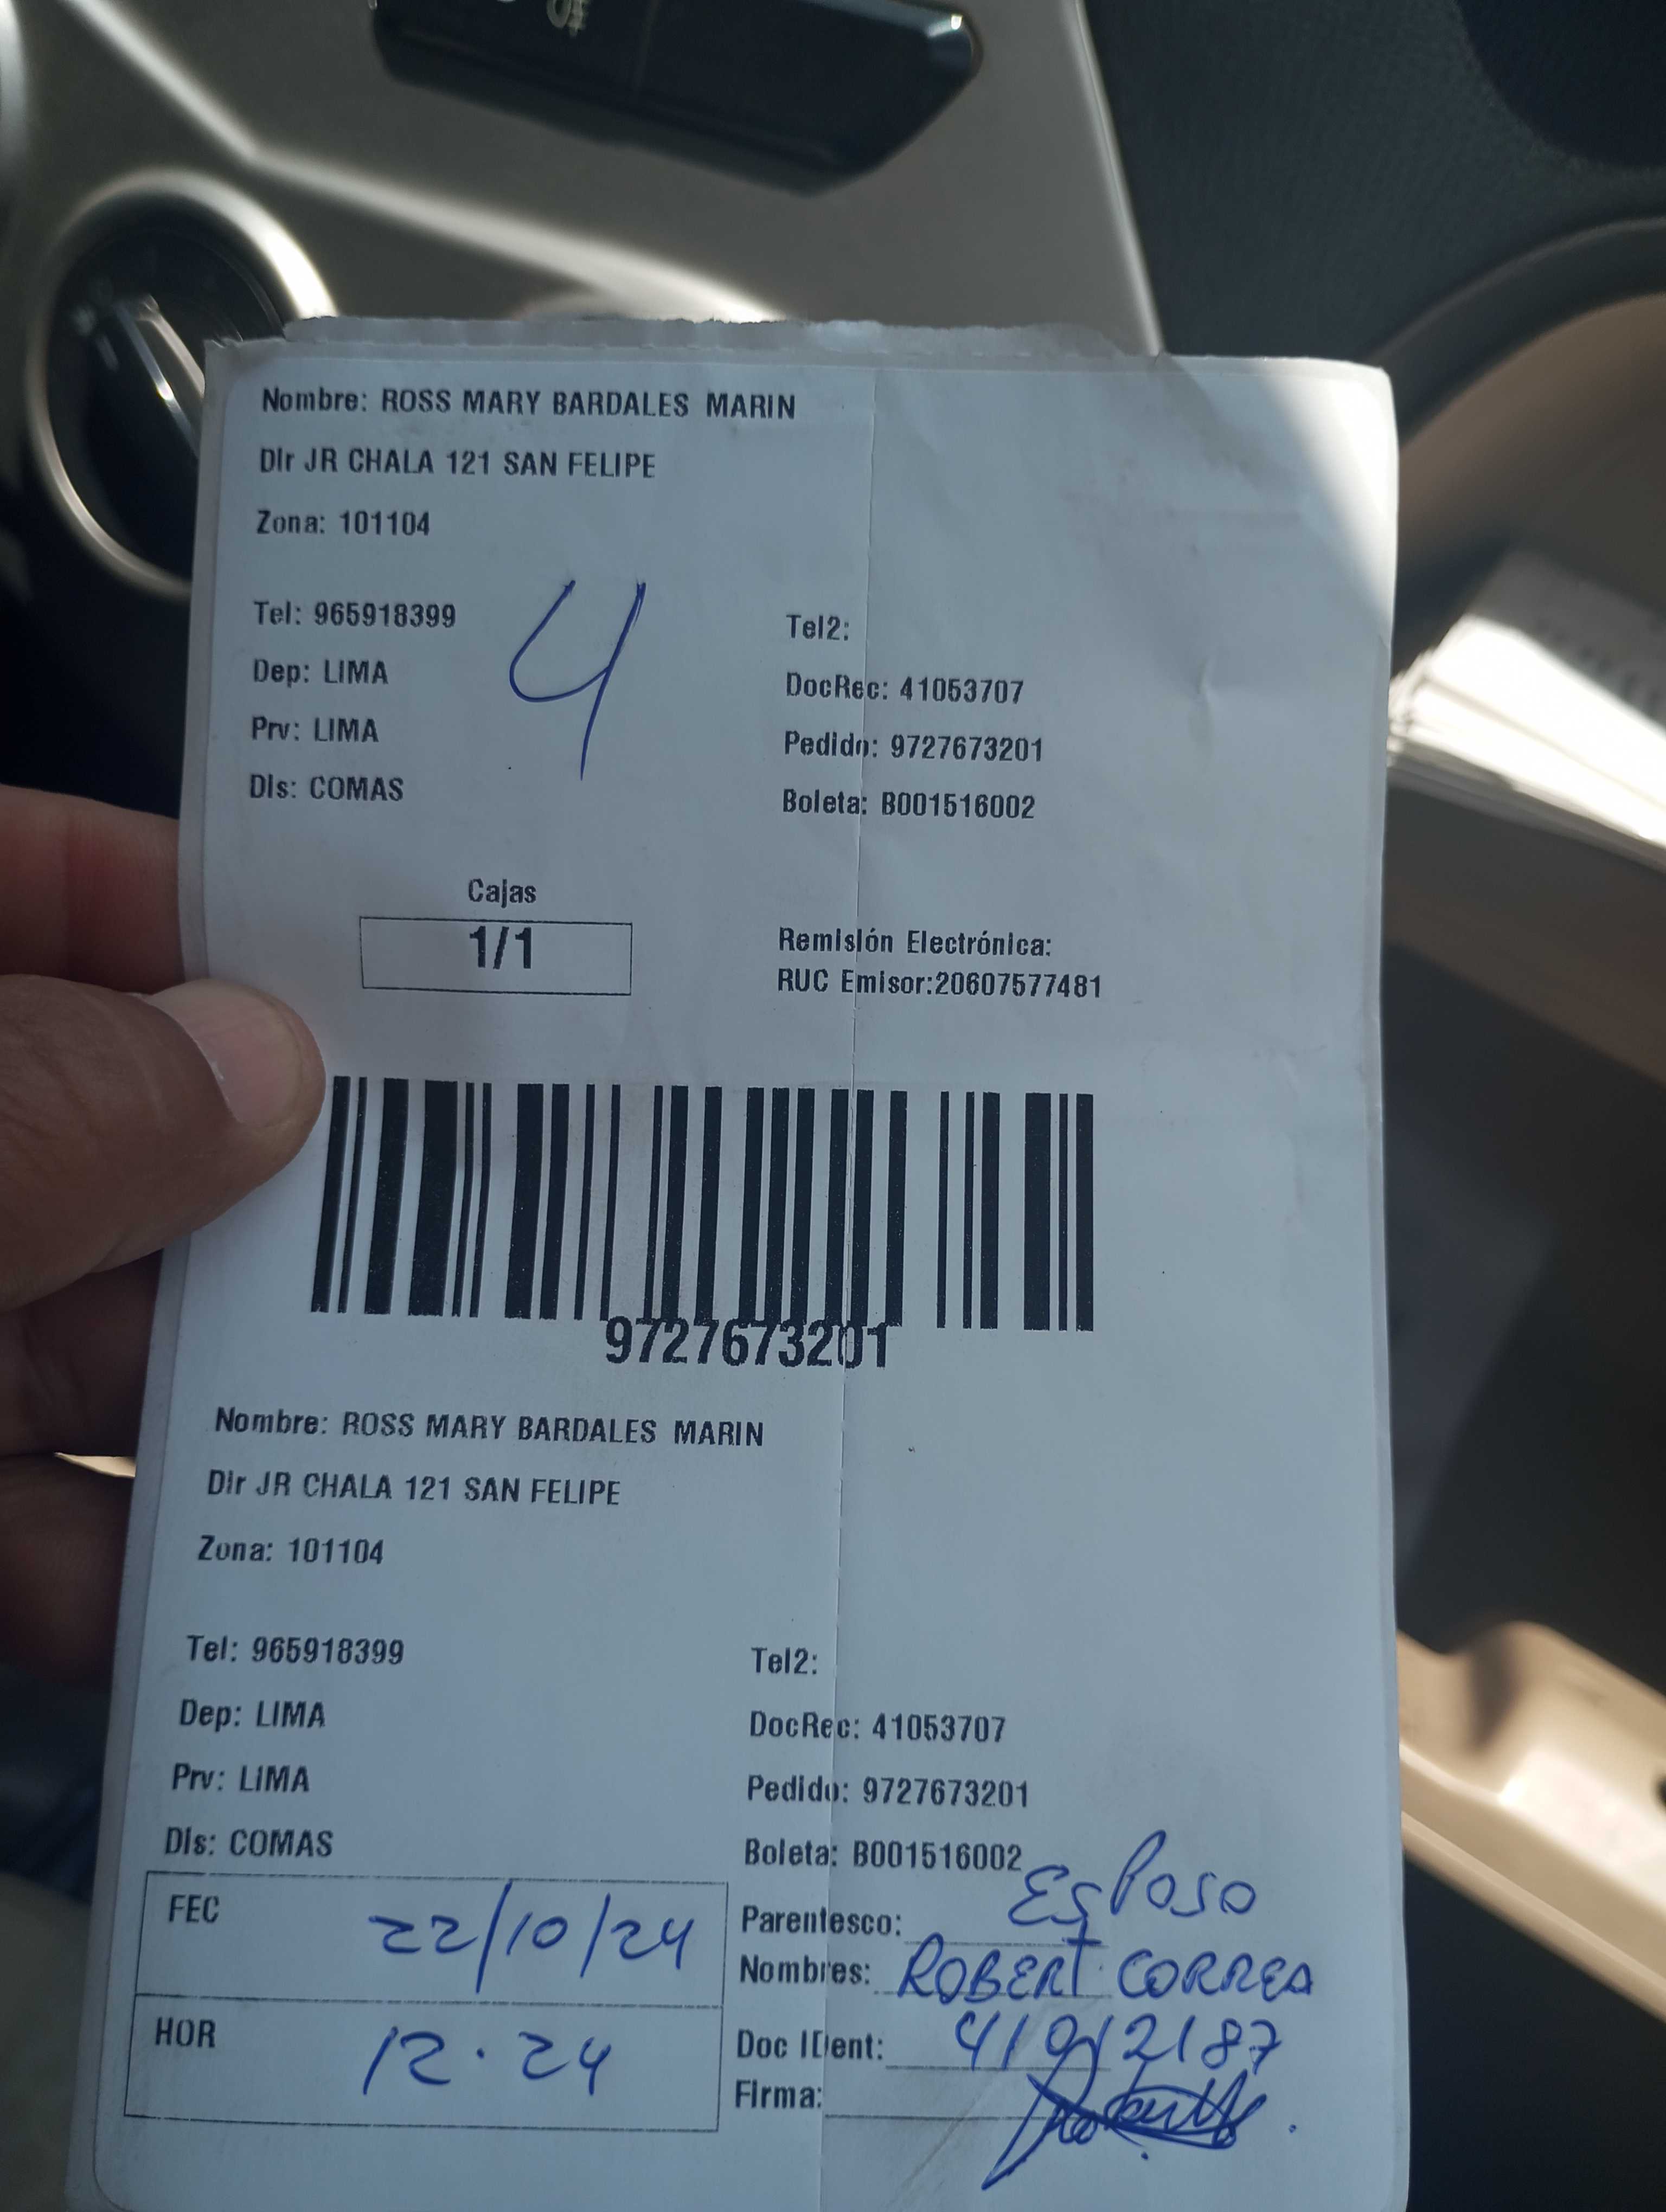 Nombre: ROSS MARY BARDALES MARIN
Dir JR CHALA 121 SAN FELIPE
Zona: 101104
Tel: 965918399
4
Tel2:
Dep: LIMA
DocRec: 41053707
Prv: LIMA
Pedido: 9727673201
Dis: COMAS
Boleta: B001516002
Cajas
1/1
Remisión Electrónica:
RUC Emisor:20607577481
9727673201
Nombre: ROSS MARY BARDALES MARIN
Dir JR CHALA 121 SAN FELIPE
Zona: 101104
Tel: 965918399
Tel2:
Dep: LIMA
DocRec: 41053707
Prv: LIMA
Pedido: 9727673201
Dis: COMAS
Boleta: B001516002
FEC 22/10/24
Parentesco: Esposo
Nombres: ROBERT CORREA
HOR 12.24
Doc IDent:
Firma: